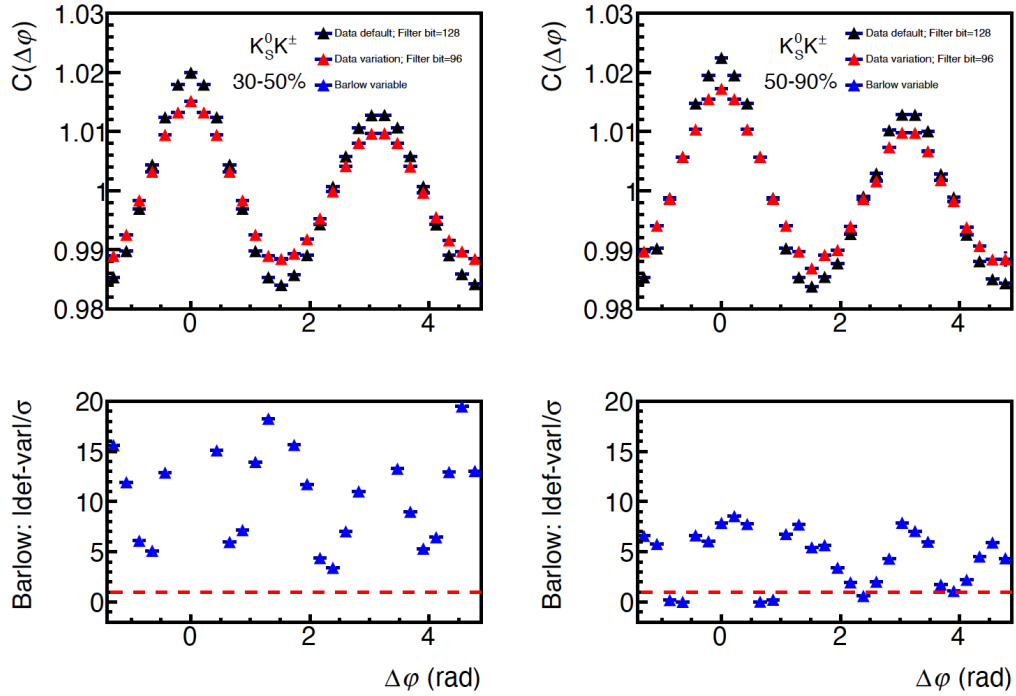 C(Δφ)
1.03
1.02
1.01
1
0.99
0.98
K⁰_S K±
30-50%
Data default; Filter bit=128
Data variation; Filter bit=96
Barlow variable
0 2 4
C(Δφ)
1.03
1.02
1.01
1
0.99
0.98
K⁰_S K±
50-90%
Data default; Filter bit=128
Data variation; Filter bit=96
Barlow variable
0 2 4
Barlow: |def-var|/σ
20
15
10
5
0
0 2 4
Δφ (rad)
Barlow: |def-var|/σ
20
15
10
5
0
0 2 4
Δφ (rad)